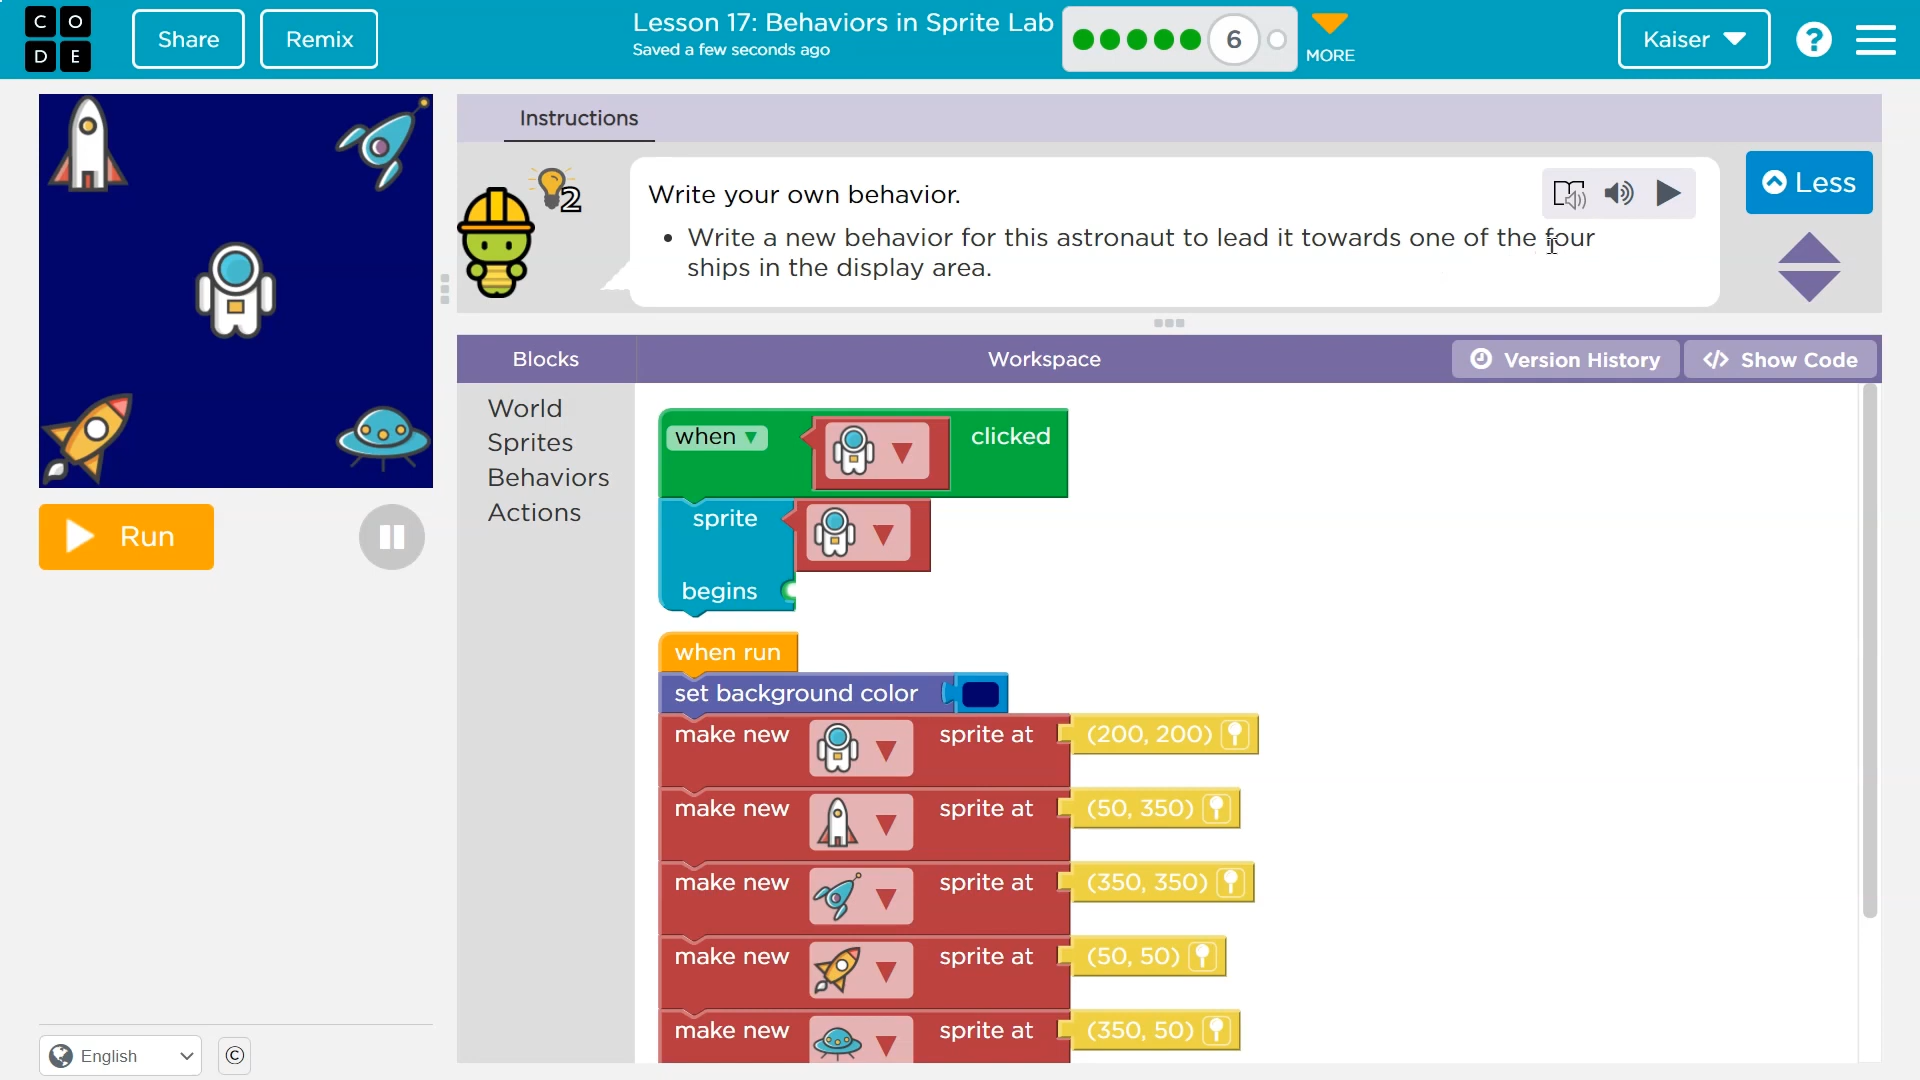 C O
D E
Share
Remix
Lesson 17: Behaviors in Sprite Lab
Saved a few seconds ago
6
MORE
Kaiser
?
Instructions
2
Write your own behavior.
• Write a new behavior for this astronaut to lead it towards one of the four
ships in the display area.
Less
Blocks
Workspace
Version History
</> Show Code
World
Sprites
Behaviors
Actions
when clicked
sprite
begins
Run
when run
set background color
make new sprite at (200, 200)
make new sprite at (50, 350)
make new sprite at (350, 350)
make new sprite at (50, 50)
make new sprite at (350, 50)
English
©